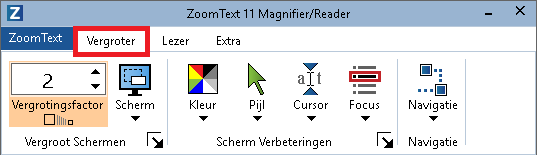 Z ZoomText 11 Magnifier/Reader
ZoomText Vergroter Lezer Extra
2
Vergrotingsfactor Scherm Kleur Pijl Cursor Focus Navigatie
Vergroot Schermen Scherm Verbeteringen Navigatie